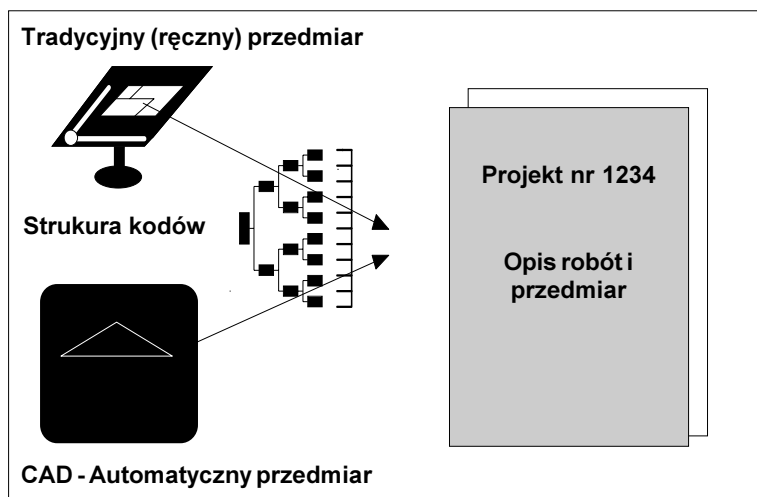 Tradycyjny (ręczny) przedmiar
Strukura kodów
CAD - Automatyczny przedmiar
Projekt nr 1234
Opis robót i
przedmiar